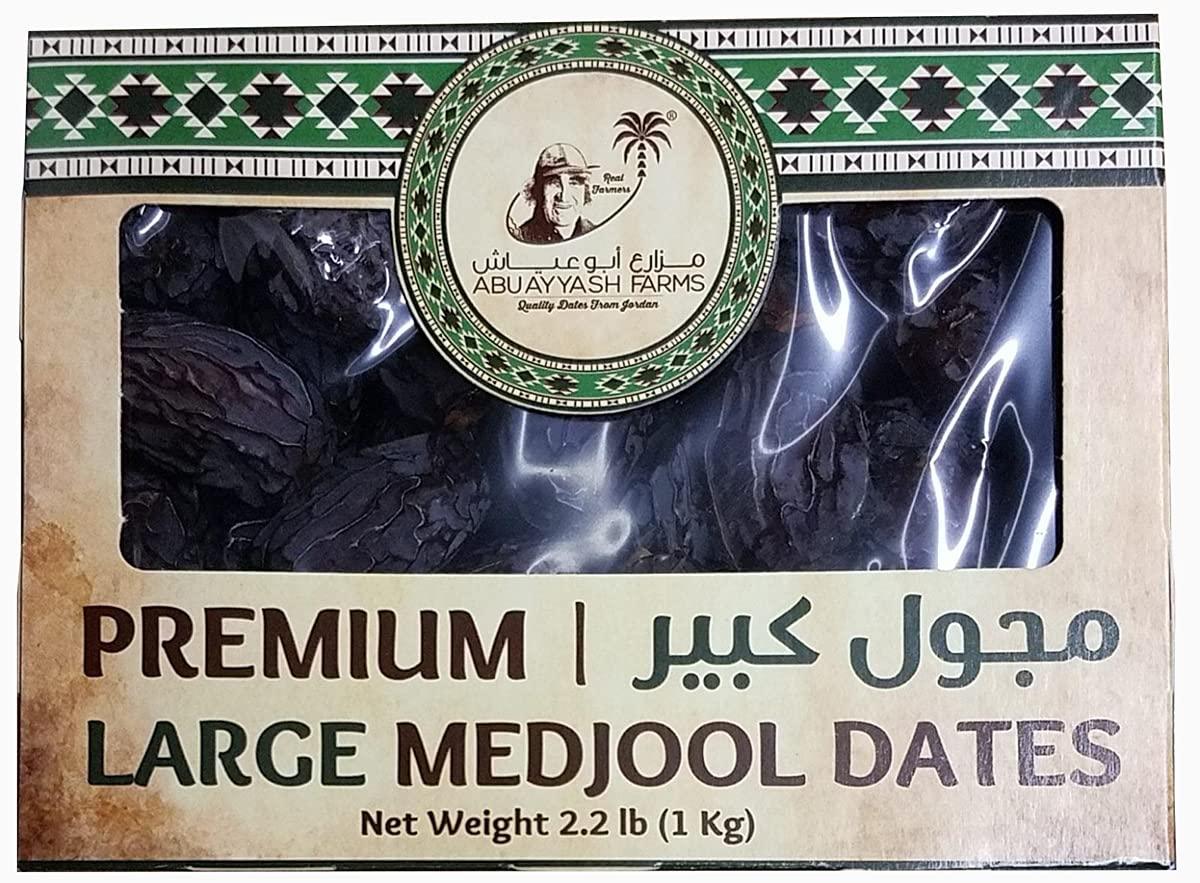 Real
Farmers
®
مزارع أبو عياش
ABU AYYASH FARMS
Quality Dates From Jordan
PREMIUM | مجول كبير
LARGE MEDJOOL DATES
Net Weight 2.2 lb (1 Kg)